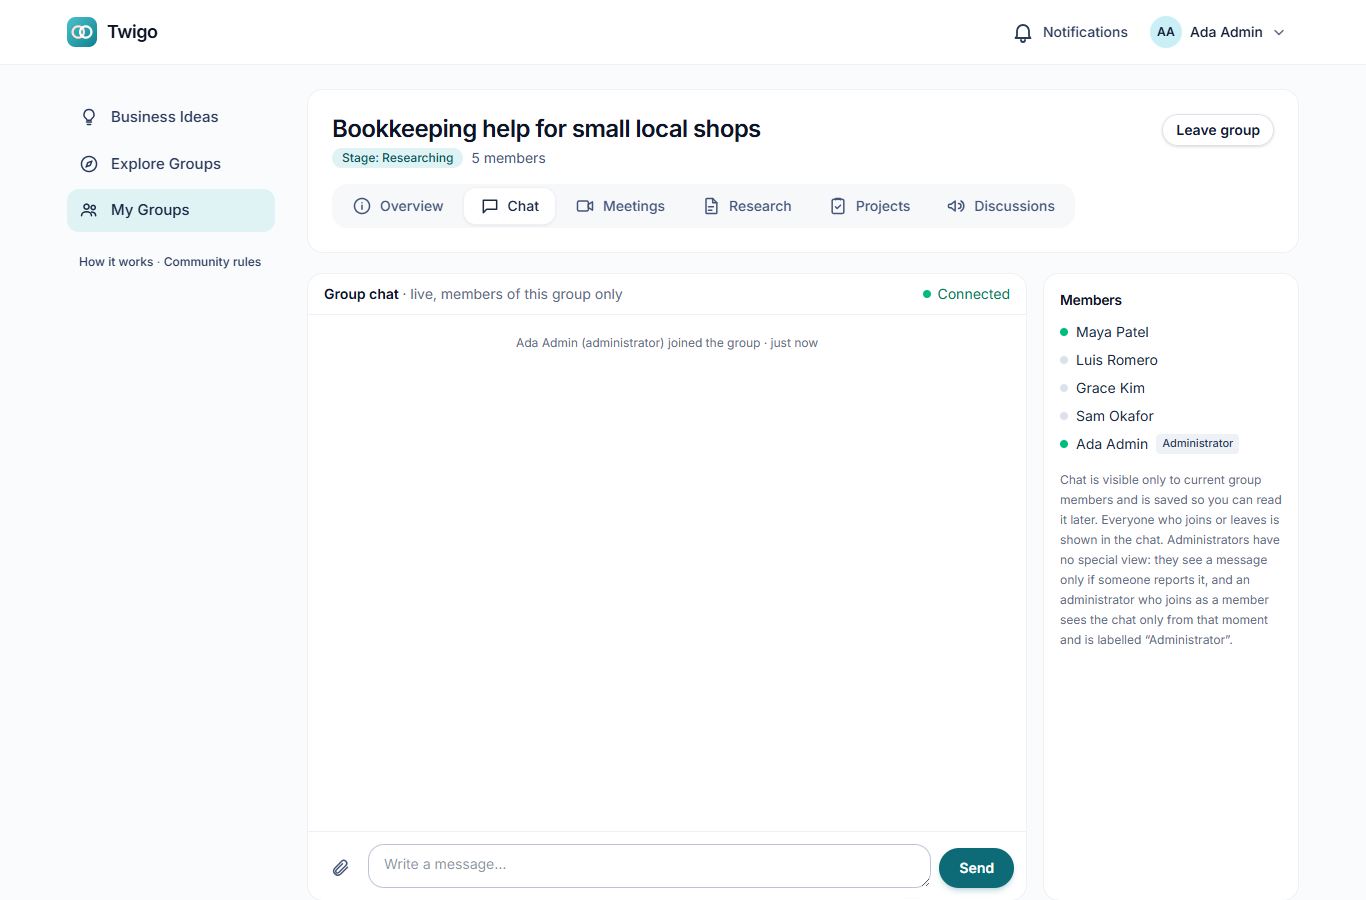 Twigo
Notifications
AA
Ada Admin
Business Ideas
Explore Groups
My Groups
How it works · Community rules
Bookkeeping help for small local shops
Leave group
Stage: Researching
5 members
Overview
Chat
Meetings
Research
Projects
Discussions
Group chat · live, members of this group only
Connected
Ada Admin (administrator) joined the group · just now
Write a message...
Send
Members
Maya Patel
Luis Romero
Grace Kim
Sam Okafor
Ada Admin Administrator
Chat is visible only to current group
members and is saved so you can read
it later. Everyone who joins or leaves is
shown in the chat. Administrators have
no special view: they see a message
only if someone reports it, and an
administrator who joins as a member
sees the chat only from that moment
and is labelled “Administrator”.